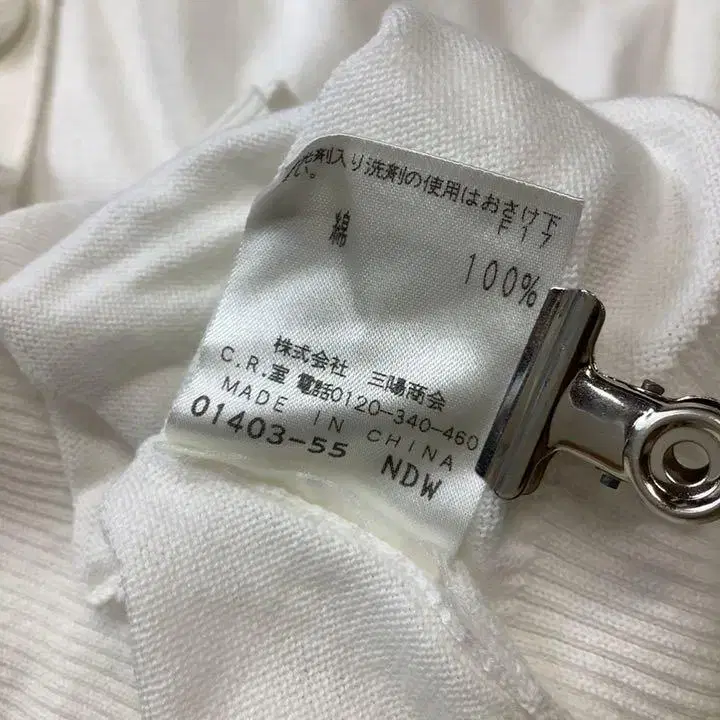 光剤入り洗剤の使用はおさけ下
い。
F17
綿
100%
株式会社 三陽商会
C.R.室 電話0120-340-460
MADE IN CHINA
01403-55 NDW